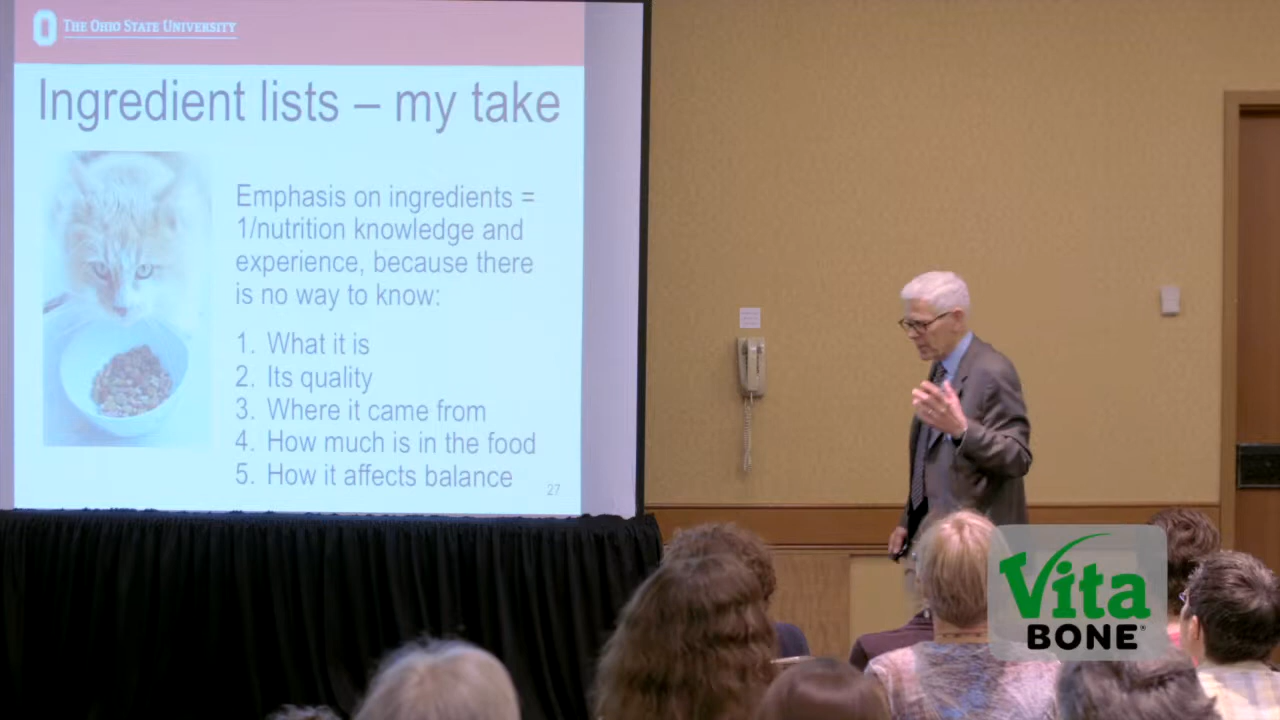 THE OHIO STATE UNIVERSITY
Ingredient lists – my take
Emphasis on ingredients =
1/nutrition knowledge and
experience, because there
is no way to know:
1. What it is
2. Its quality
3. Where it came from
4. How much is in the food
5. How it affects balance
27
Vita
BONE®